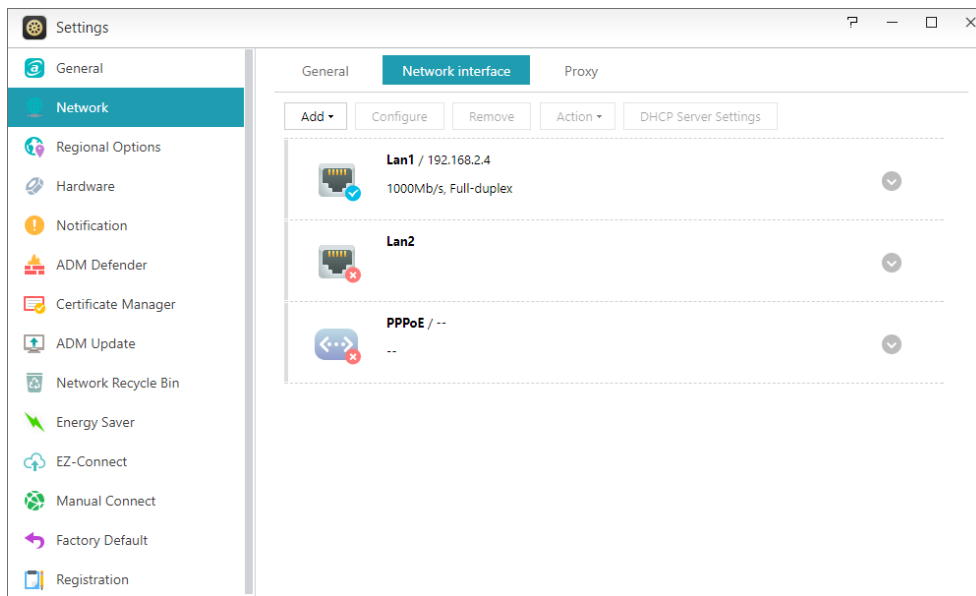 Settings
General
Network
Regional Options
Hardware
Notification
ADM Defender
Certificate Manager
ADM Update
Network Recycle Bin
Energy Saver
EZ-Connect
Manual Connect
Factory Default
Registration
General Network interface Proxy
Add Configure Remove Action DHCP Server Settings
Lan1 / 192.168.2.4
1000Mb/s, Full-duplex
Lan2
PPPoE / --
--